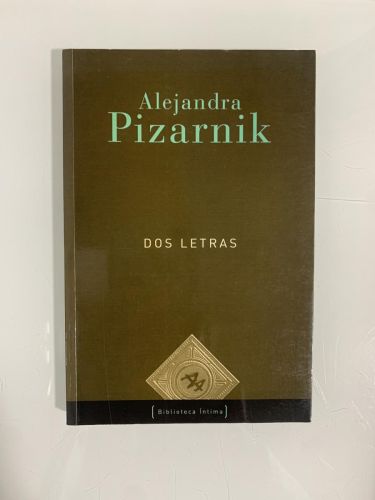 Alejandra
Pizarnik
DOS LETRAS
[Biblioteca Íntima]